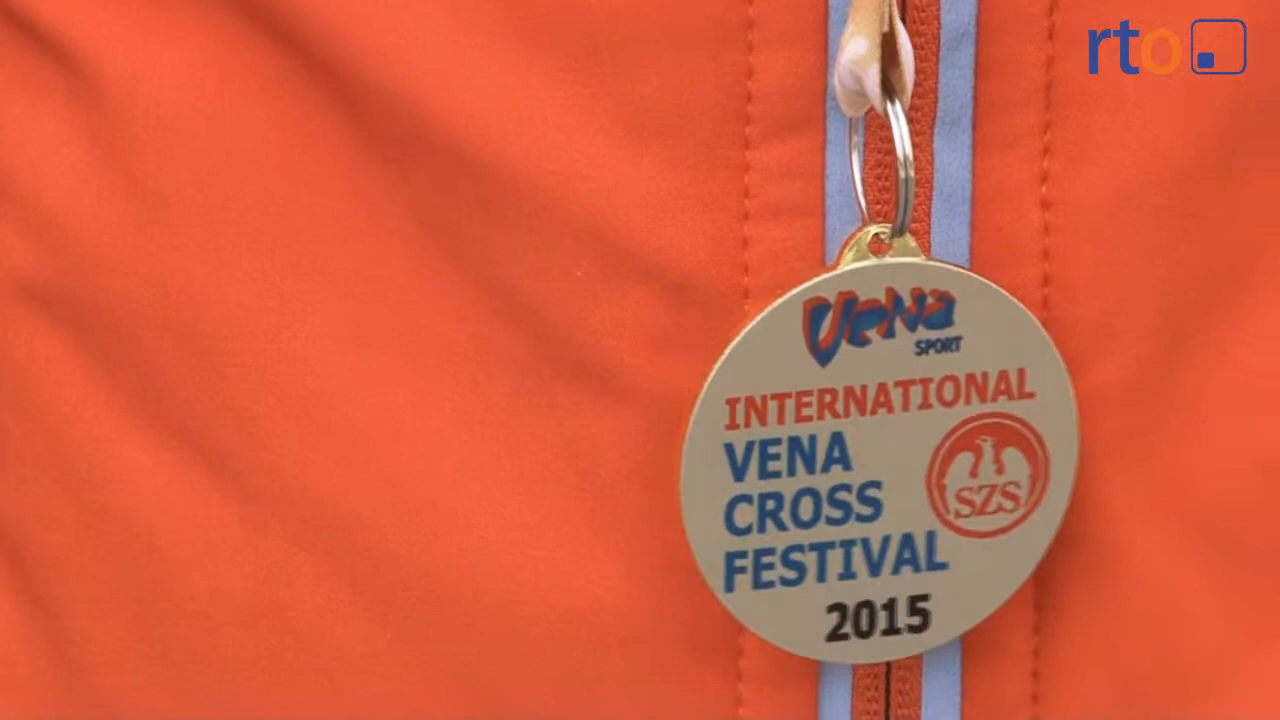 rto
VeNa
SPORT
INTERNATIONAL
VENA
CROSS
SZS
FESTIVAL
2015